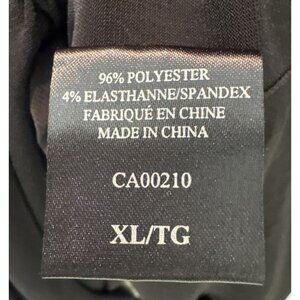 96% POLYESTER
4% ELASTHANNE/SPANDEX
FABRIQUÉ EN CHINE
MADE IN CHINA
CA00210
XL/TG